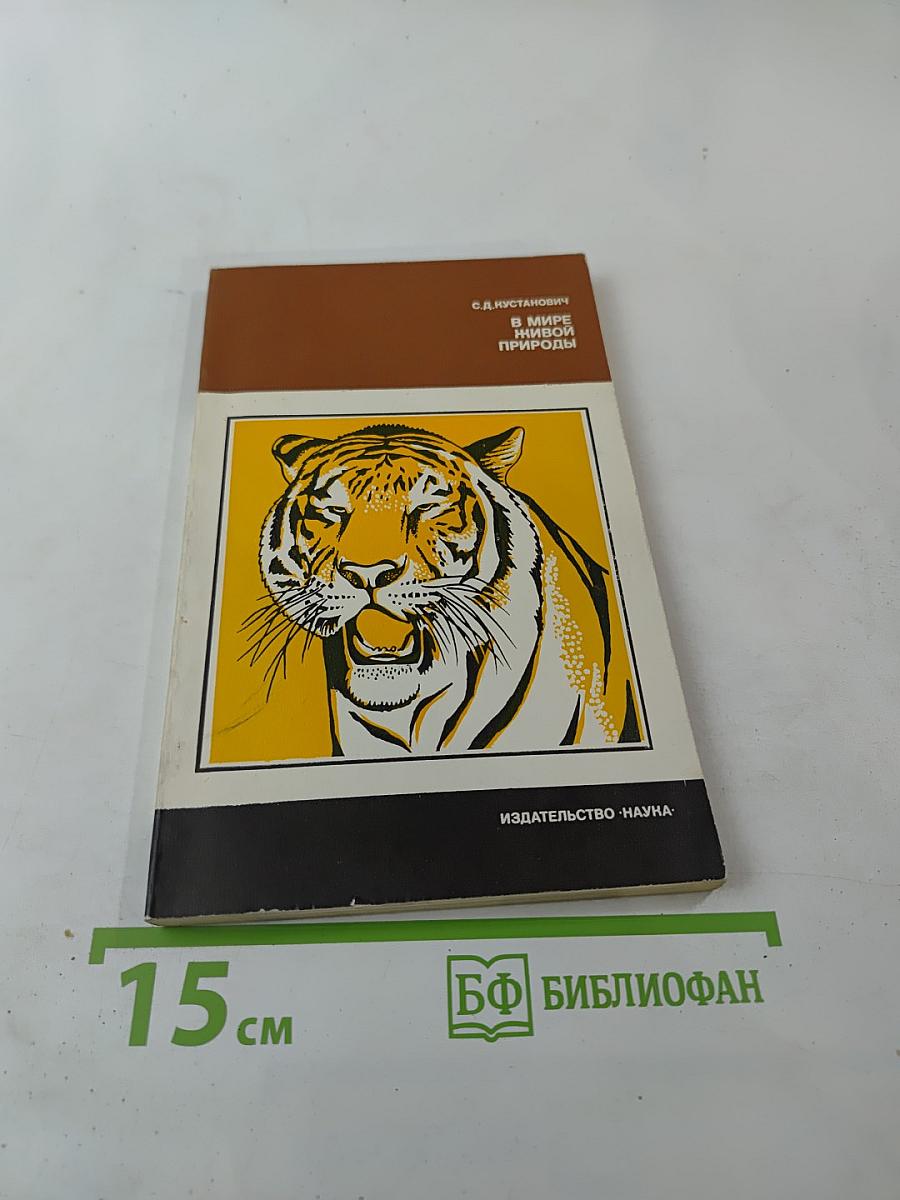 С.Д.КУСТАНОВИЧ
В МИРЕ
ЖИВОЙ
ПРИРОДЫ
ИЗДАТЕЛЬСТВО ·НАУКА·
15 см
БФ БИБЛИОФАН